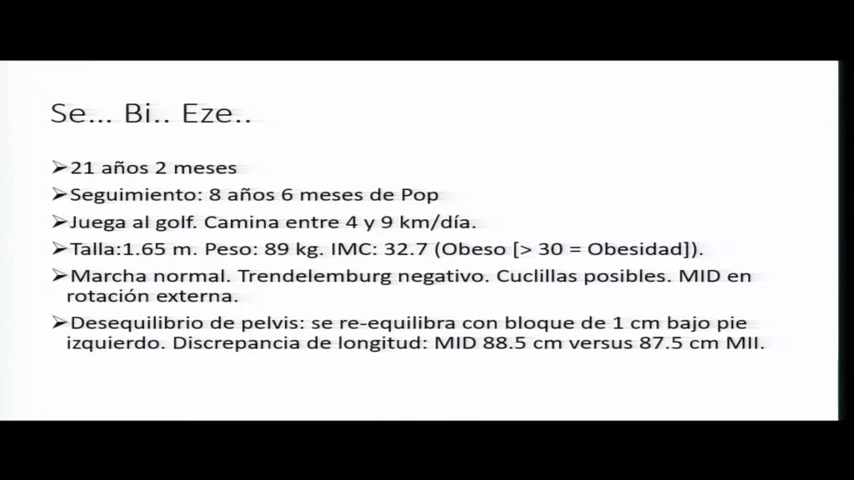 Se... Bi.. Eze..
➢21 años 2 meses
➢Seguimiento: 8 años 6 meses de Pop
➢Juega al golf. Camina entre 4 y 9 km/día.
➢Talla:1.65 m. Peso: 89 kg. IMC: 32.7 (Obeso [> 30 = Obesidad]).
➢Marcha normal. Trendelemburg negativo. Cuclillas posibles. MID en
rotación externa.
➢Desequilibrio de pelvis: se re-equilibra con bloque de 1 cm bajo pie
izquierdo. Discrepancia de longitud: MID 88.5 cm versus 87.5 cm MII.